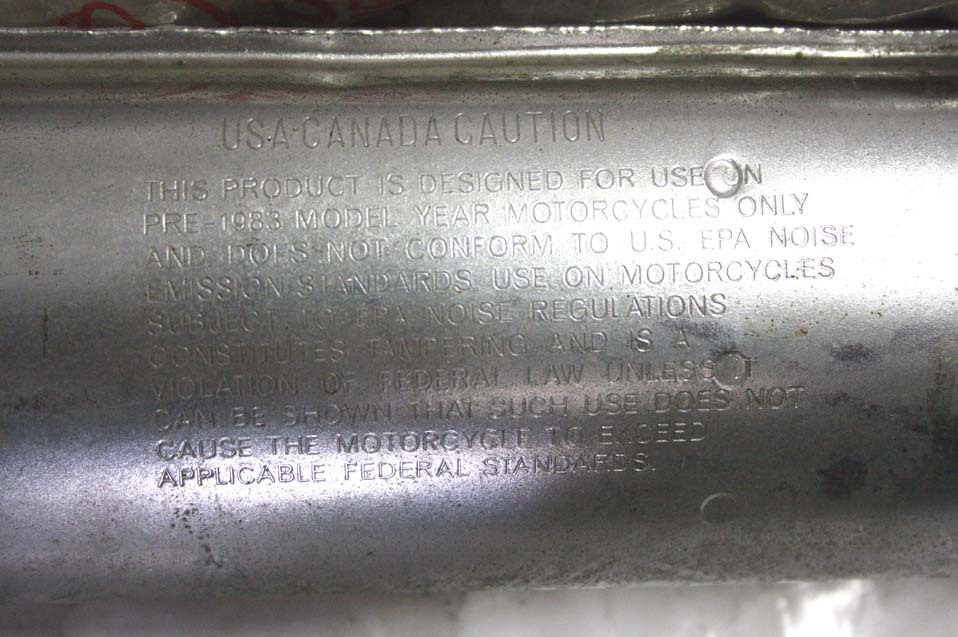 USA CANADA CAUTION
THIS PRODUCT IS DESIGNED FOR USE ON
PRE-1983 MODEL YEAR MOTORCYCLES ONLY
AND DOES NOT CONFORM TO U.S. EPA NOISE
EMISSION STANDARDS. USE ON MOTORCYCLES
SUBJECT TO EPA NOISE REGULATIONS
CONSTITUTES TAMPERING AND IS A
VIOLATION OF FEDERAL LAW UNLESS IT
CAN BE SHOWN THAT SUCH USE DOES NOT
CAUSE THE MOTORCYCLE TO EXCEED
APPLICABLE FEDERAL STANDARDS.